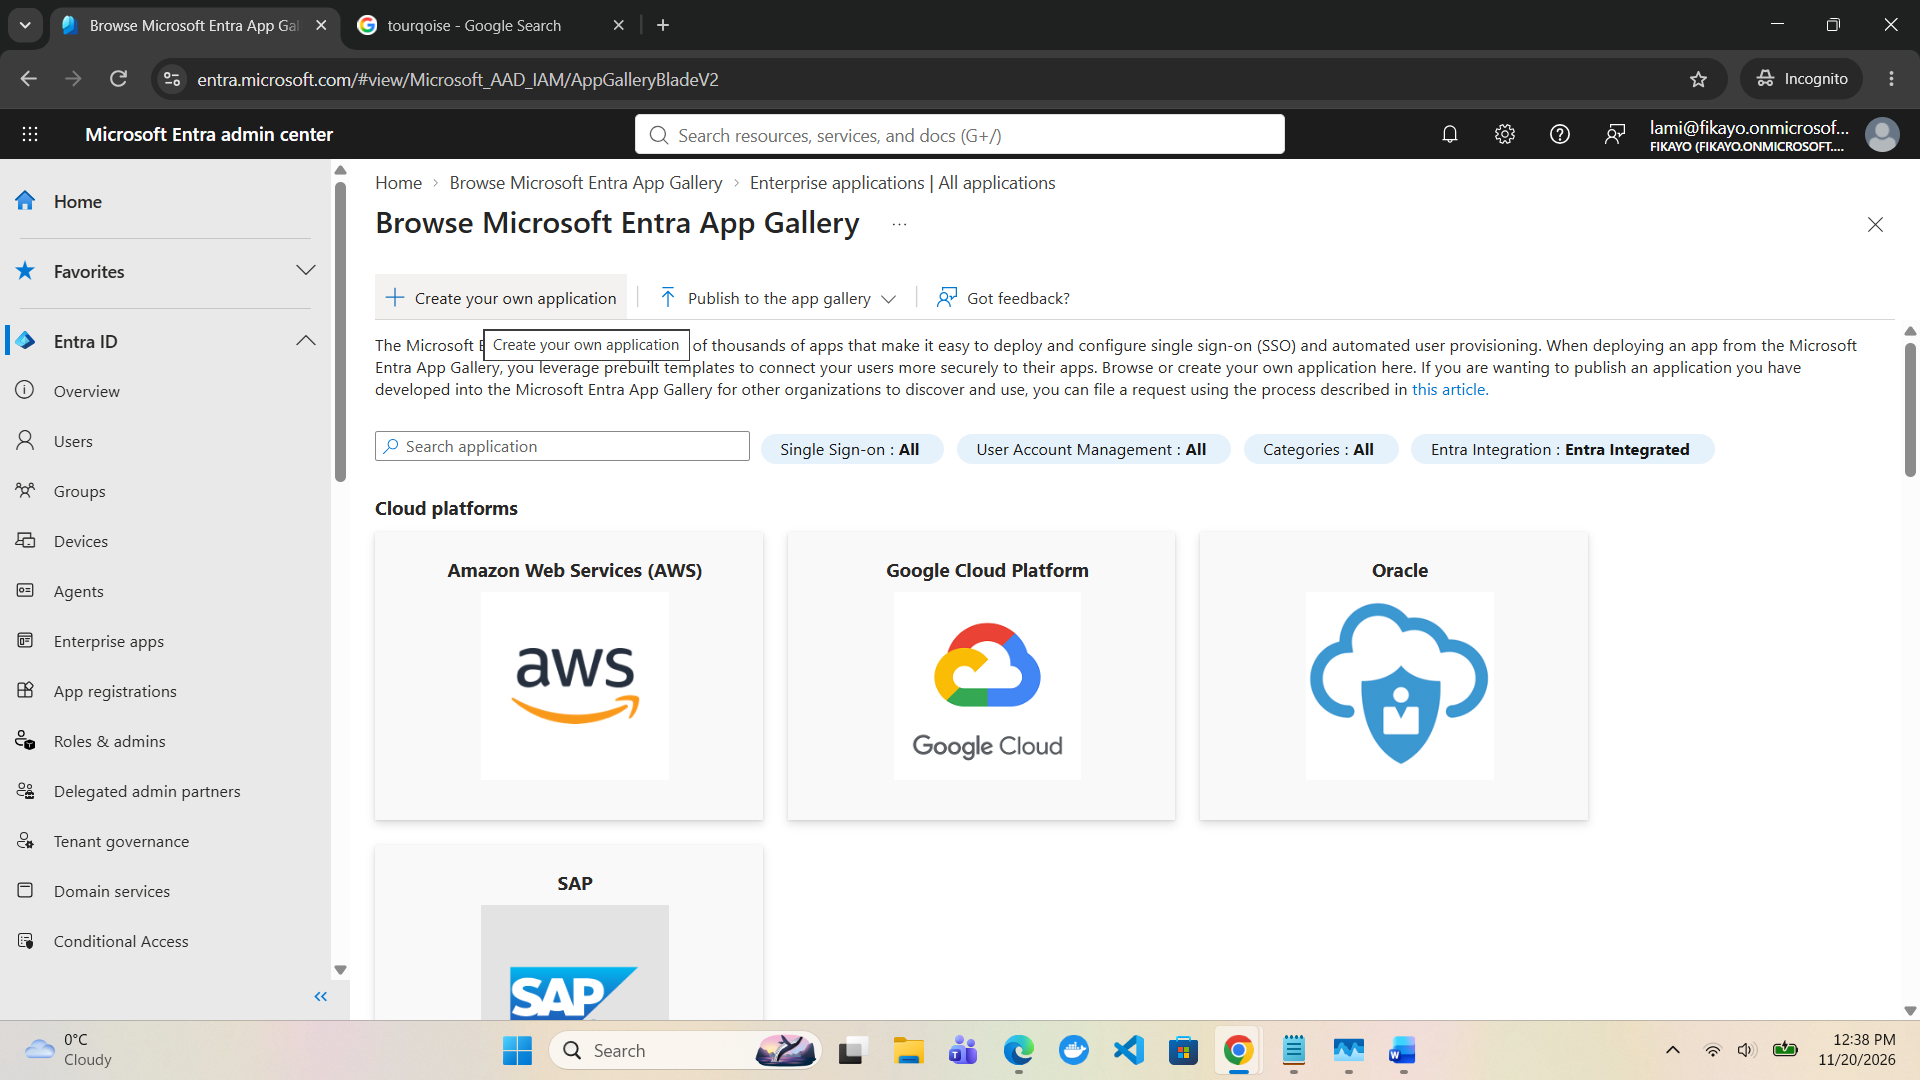 Browse Microsoft Entra App Gal
tourqoise - Google Search
entra.microsoft.com/#view/Microsoft_AAD_IAM/AppGalleryBladeV2
Incognito
Microsoft Entra admin center
Search resources, services, and docs (G+/)
lami@fikayo.onmicrosof...
FIKAYO (FIKAYO.ONMICROSOFT....
Home
Favorites
Entra ID
Overview
Users
Groups
Devices
Agents
Enterprise apps
App registrations
Roles & admins
Delegated admin partners
Tenant governance
Domain services
Conditional Access
Home > Browse Microsoft Entra App Gallery > Enterprise applications | All applications
Browse Microsoft Entra App Gallery ...
Create your own application
Publish to the app gallery
Got feedback?
Create your own application
The Microsoft E of thousands of apps that make it easy to deploy and configure single sign-on (SSO) and automated user provisioning. When deploying an app from the Microsoft
Entra App Gallery, you leverage prebuilt templates to connect your users more securely to their apps. Browse or create your own application here. If you are wanting to publish an application you have
developed into the Microsoft Entra App Gallery for other organizations to discover and use, you can file a request using the process described in this article.
Search application
Single Sign-on : All
User Account Management : All
Categories : All
Entra Integration : Entra Integrated
Cloud platforms
Amazon Web Services (AWS)
aws
Google Cloud Platform
Google Cloud
Oracle
SAP
SAP
0°C
Cloudy
Search
12:38 PM
11/20/2026